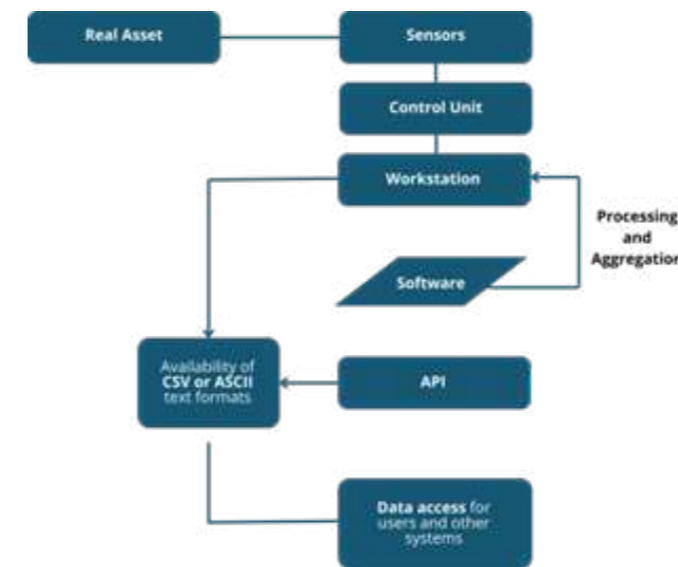 Real Asset
Sensors
Control Unit
Workstation
Processing
and
Aggregation
Software
Availability of
CSV or ASCII
text formats
API
Data access for
users and other
systems